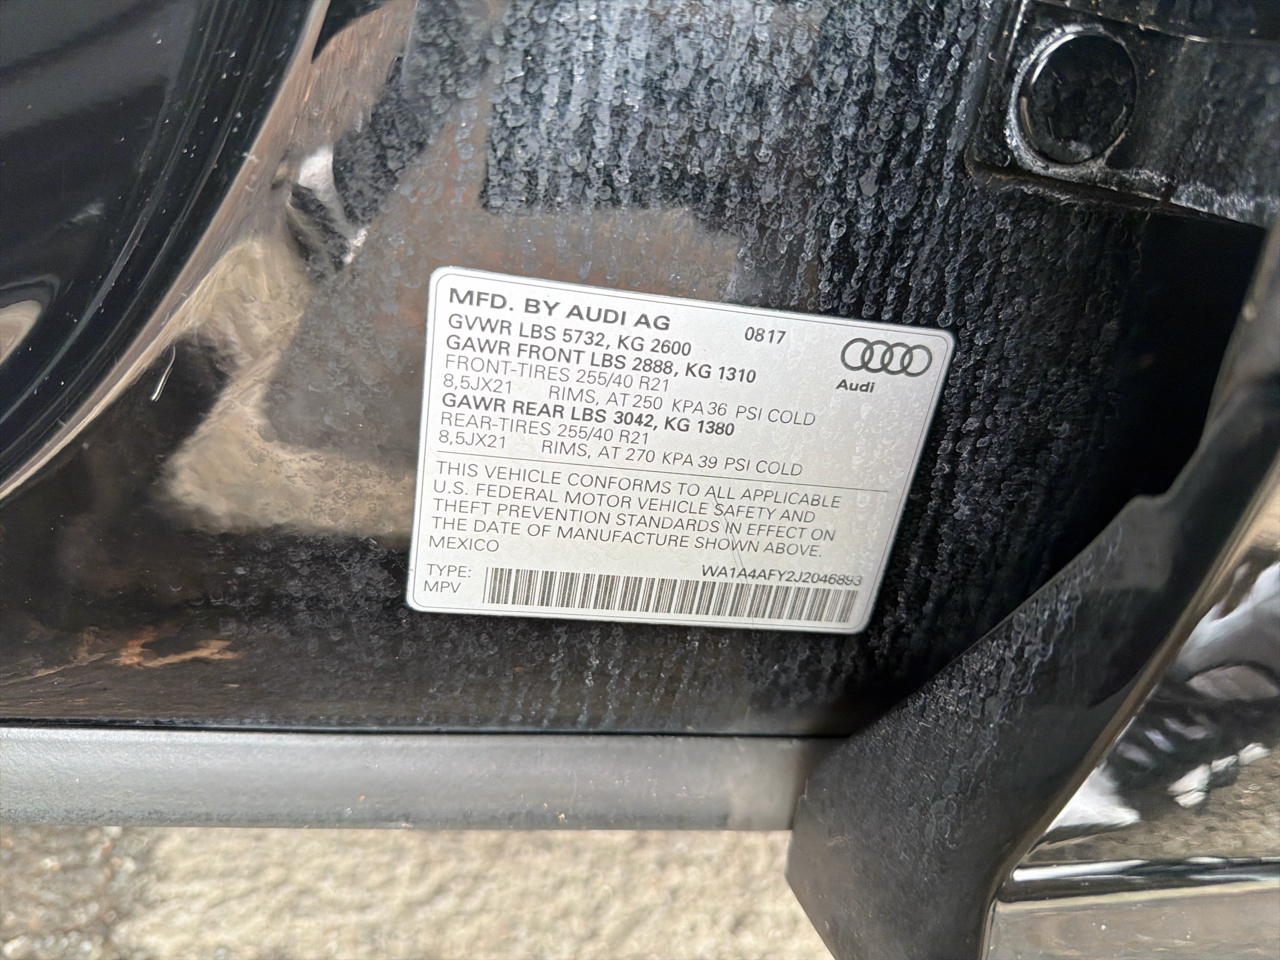 MFD. BY AUDI AG 0817
GVWR LBS 5732, KG 2600
GAWR FRONT LBS 2888, KG 1310
FRONT-TIRES 255/40 R21
8,5JX21 RIMS, AT 250 KPA 36 PSI COLD
GAWR REAR LBS 3042, KG 1380
REAR-TIRES 255/40 R21
8,5JX21 RIMS, AT 270 KPA 39 PSI COLD
Audi
THIS VEHICLE CONFORMS TO ALL APPLICABLE
U.S. FEDERAL MOTOR VEHICLE SAFETY AND
THEFT PREVENTION STANDARDS IN EFFECT ON
THE DATE OF MANUFACTURE SHOWN ABOVE.
MEXICO
WA1A4AFY2J2046893
TYPE:
MPV